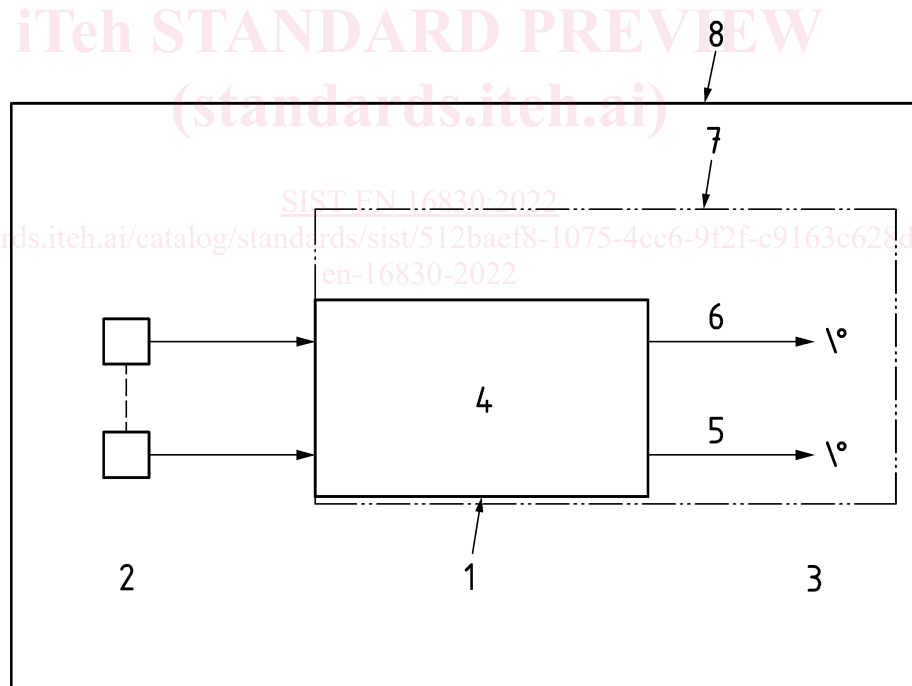 iTeh STANDARD PREVIEW
8
(standards.iteh.ai)
7
SIST EN 16830:2022
rds.iteh.ai/catalog/standards/sist/512baef8-1075-4cc6-9f2f-c9163c628d
en-16830-2022
6
4
5
2
1
3